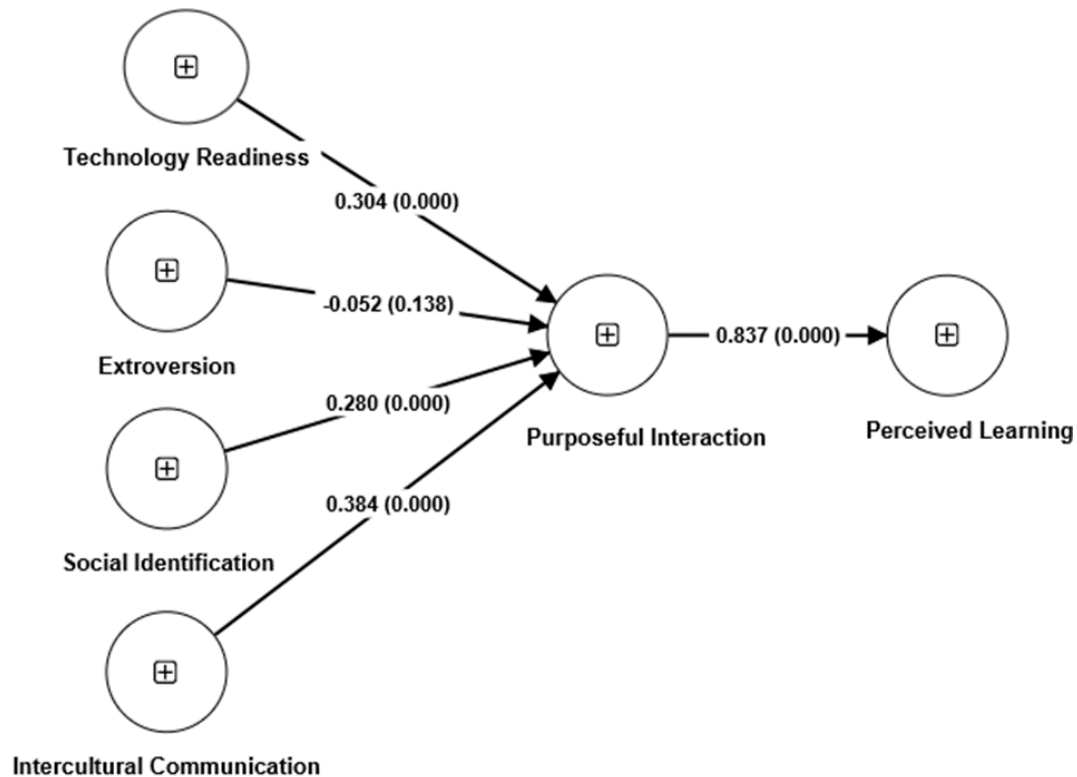 Technology Readiness
0.304 (0.000)
Extroversion
-0.052 (0.138)
Social Identification
0.280 (0.000)
Intercultural Communication
0.384 (0.000)
Purposeful Interaction
0.837 (0.000)
Perceived Learning